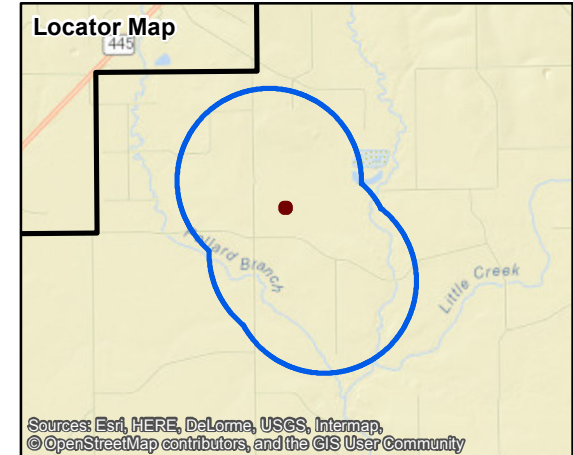 Locator Map
445
Pollard Branch
Little Creek
Sources: Esri, HERE, DeLorme, USGS, Intermap,
© OpenStreetMap contributors, and the GIS User Community